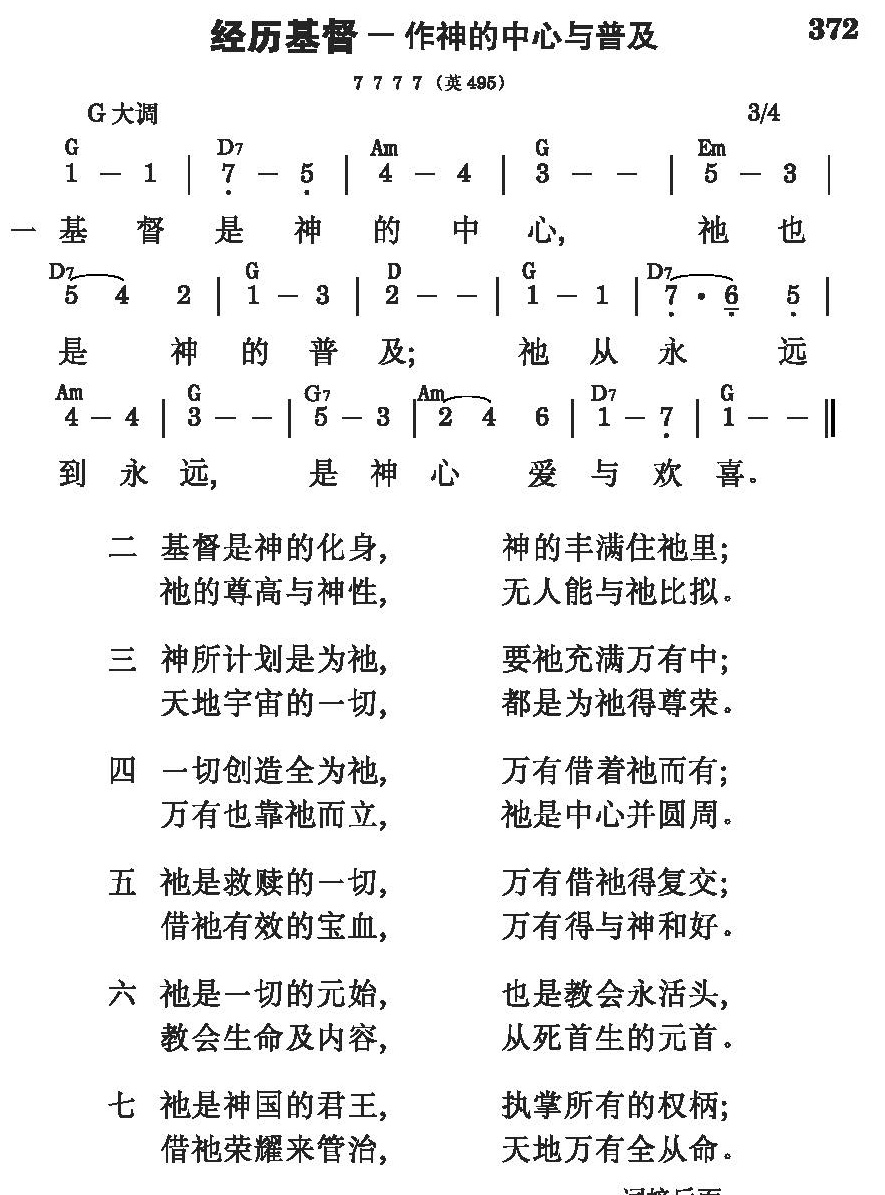 经历基督－作神的中心与普及 372
7 7 7 7（英 495）
G 大调 3/4
G D7 Am G Em
1 － 1 | 7̣ － 5̣ | 4 － 4 | 3 － － | 5 － 3 |
一 基 督 是 神 的 中 心, 祂 也
D7 G D G D7
5 4 2 | 1 － 3 | 2 － － | 1 － 1 | 7̣ · 6̣ 5̣ |
是 神 的 普 及; 祂 从 永 远
Am G G7 Am D7 G
4 － 4 | 3 － － | 5 － 3 | 2 4 6 | 1 － 7̣ | 1 － － ‖
到 永 远, 是 神 心 爱 与 欢 喜。
二 基督是神的化身, 神的丰满住祂里;
祂的尊高与神性, 无人能与祂比拟。
三 神所计划是为祂, 要祂充满万有中;
天地宇宙的一切, 都是为祂得尊荣。
四 一切创造全为祂, 万有借着祂而有;
万有也靠祂而立, 祂是中心并圆周。
五 祂是救赎的一切, 万有借祂得复交;
借祂有效的宝血, 万有得与神和好。
六 祂是一切的元始, 也是教会永活头,
教会生命及内容, 从死首生的元首。
七 祂是神国的君王, 执掌所有的权柄;
借祂荣耀来管治, 天地万有全从命。